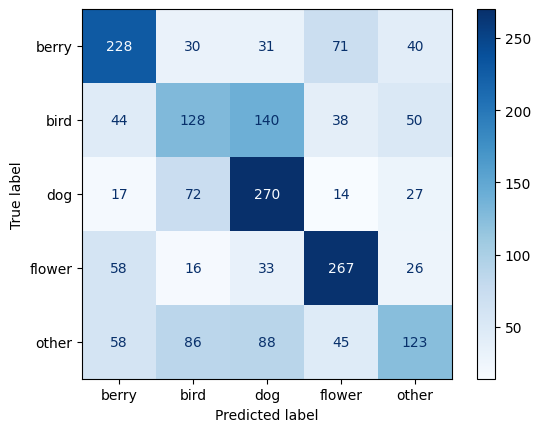 berry 228 30 31 71 40
bird 44 128 140 38 50
dog 17 72 270 14 27
flower 58 16 33 267 26
other 58 86 88 45 123
berry bird dog flower other
Predicted label
True label
250
200
150
100
50